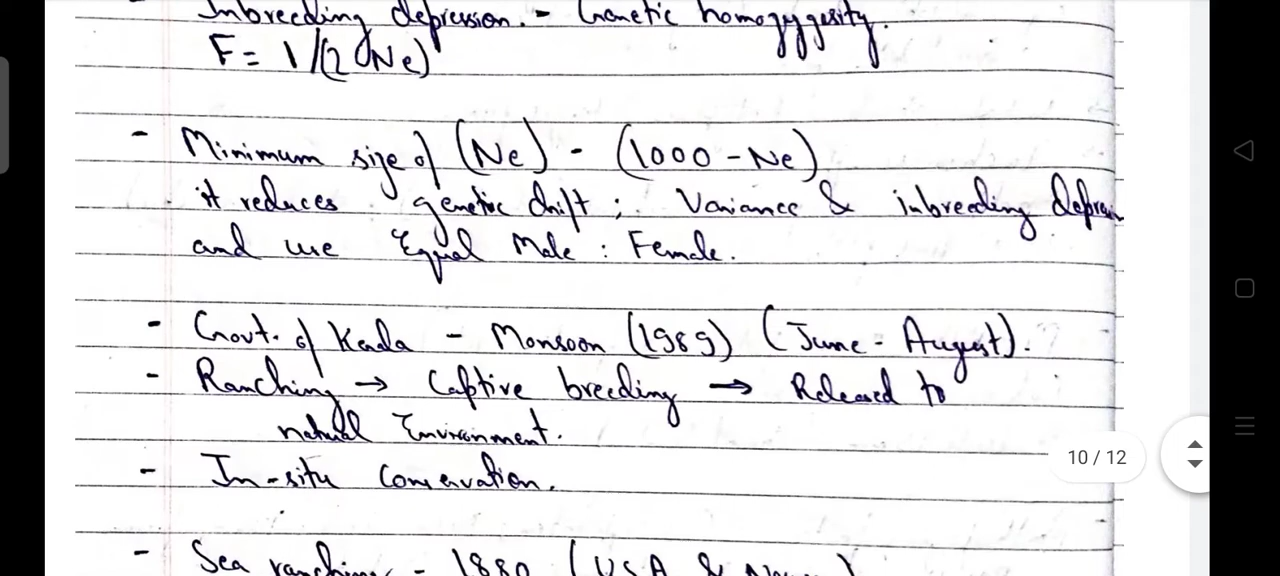 Inbreeding depression. - Genetic homozygosity.
F = 1/(2 Ne)
- Minimum size of (Ne) - (1000 - Ne)
it reduces genetic drift ; Variance & inbreeding
and use Equal Male : Female.
- Govt. of Kerala - Monsoon (1989) (June - August).
- Ranching → Captive breeding → Released to
natural Environment.
- In-situ Conservation.
10 / 12
- Sea ranching - 1880 (USA &